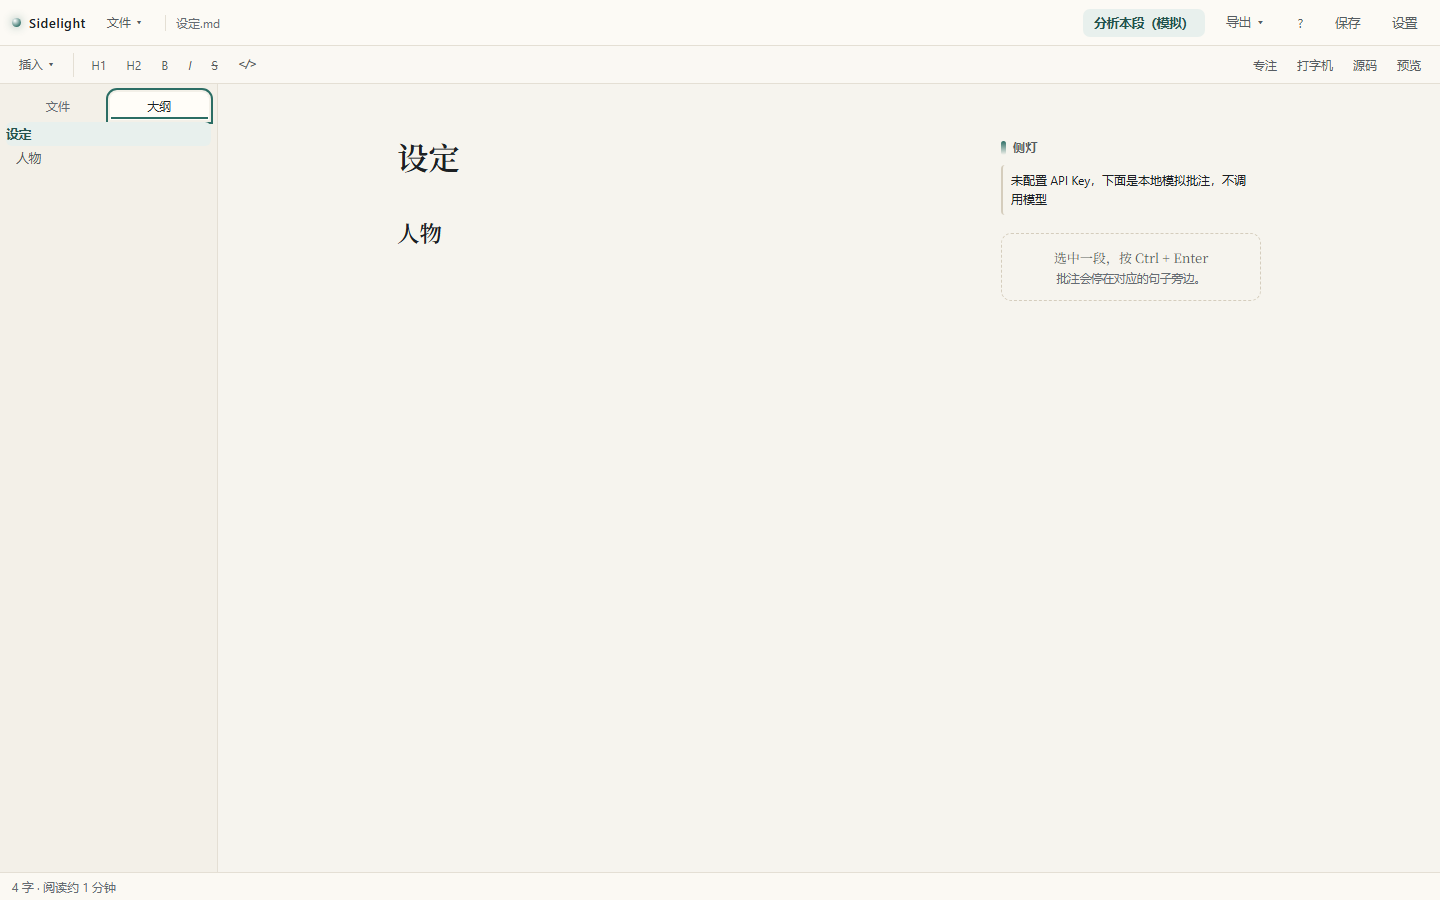 Sidelight 文件 设定.md 分析本段（模拟） 导出 ? 保存 设置
插入 H1 H2 B I S </> 专注 打字机 源码 预览
文件 大纲
设定
人物
设定
人物
侧灯
未配置 API Key，下面是本地模拟批注，不调
用模型
选中一段，按 Ctrl + Enter
批注会停在对应的句子旁边。
4 字 · 阅读约 1 分钟